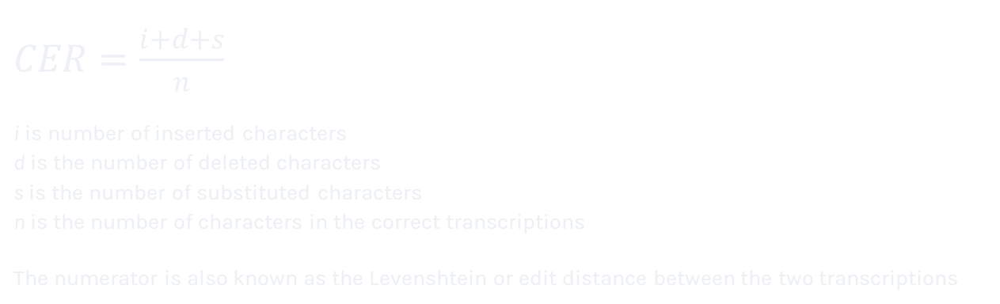 CER = i+d+s / n
i is number of inserted characters
d is the number of deleted characters
s is the number of substituted characters
n is the number of characters in the correct transcriptions
The numerator is also known as the Levenshtein or edit distance between the two transcriptions